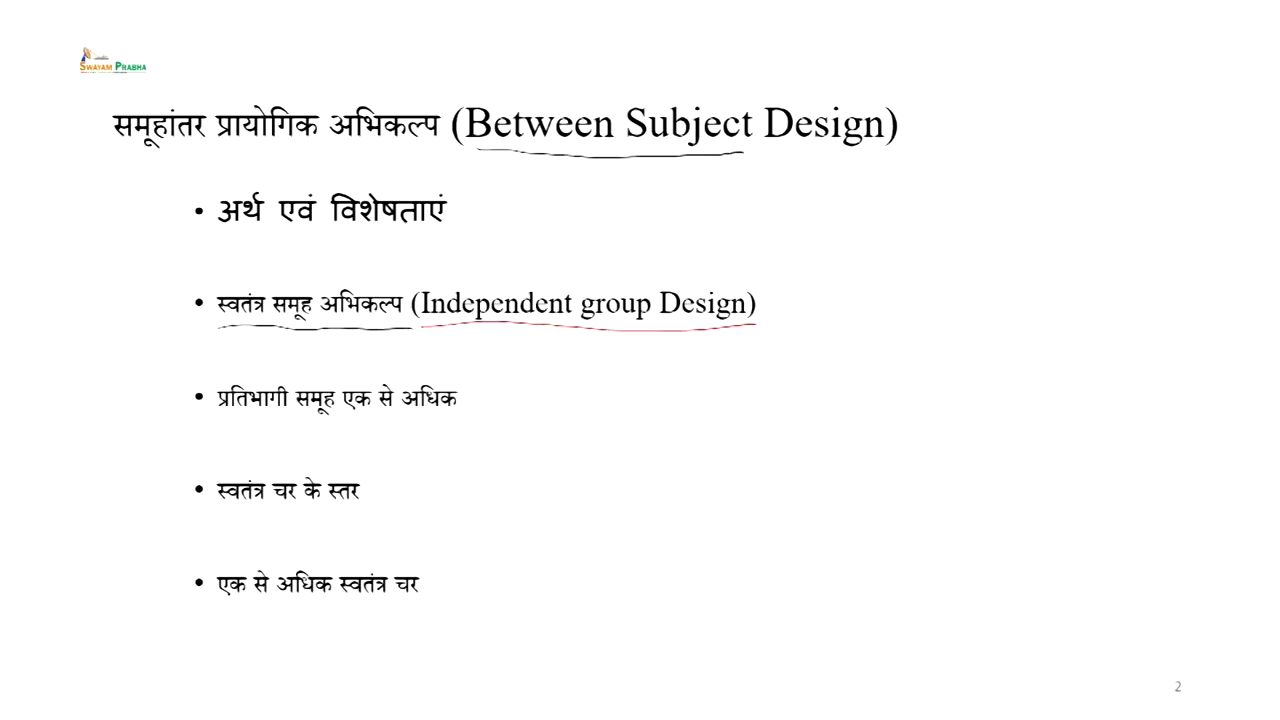 SWAYAM PRABHA
समूहांतर प्रायोगिक अभिकल्प (Between Subject Design)
• अर्थ एवं विशेषताएं
• स्वतंत्र समूह अभिकल्प (Independent group Design)
• प्रतिभागी समूह एक से अधिक
• स्वतंत्र चर के स्तर
• एक से अधिक स्वतंत्र चर
2